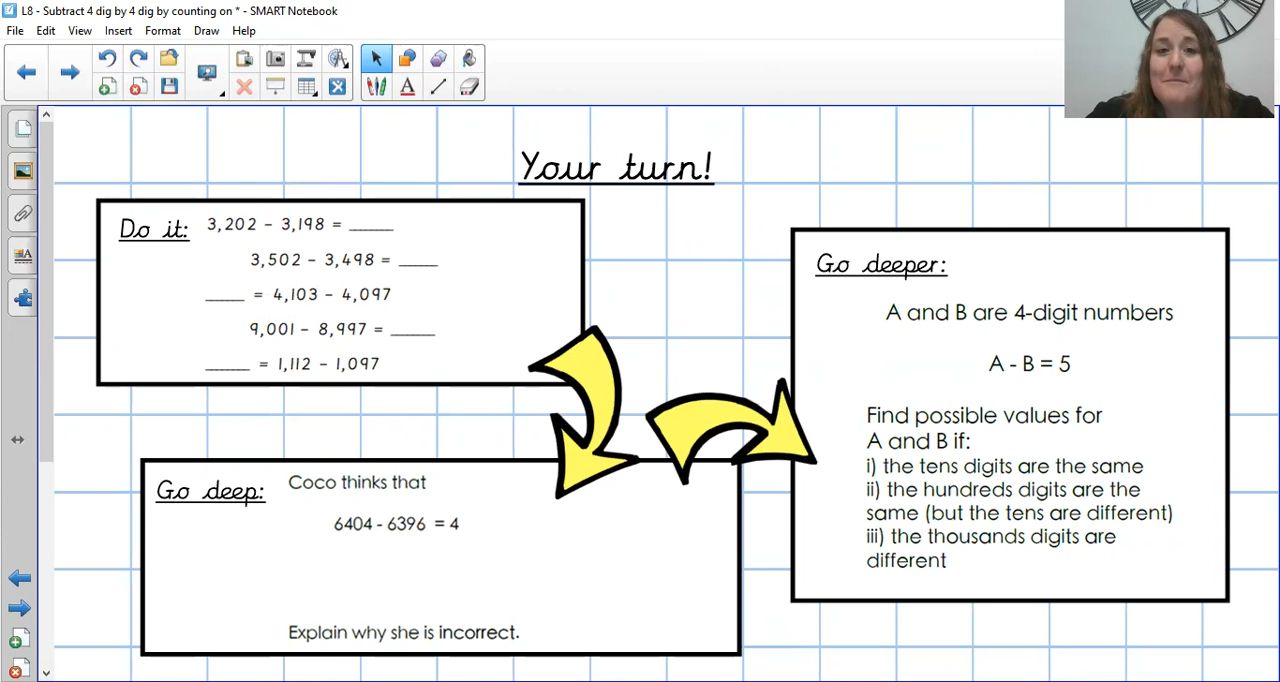 L8 - Subtract 4 dig by 4 dig by counting on * - SMART Notebook
File Edit View Insert Format Draw Help
Your turn!
Do it: 3,202 - 3,198 = ______
3,502 - 3,498 = _____
_____ = 4,103 - 4,097
9,001 - 8,997 = ______
______ = 1,112 - 1,097
Go deep: Coco thinks that
6404 - 6396 = 4
Explain why she is incorrect.
Go deeper:
A and B are 4-digit numbers
A - B = 5
Find possible values for
A and B if:
i) the tens digits are the same
ii) the hundreds digits are the
same (but the tens are different)
iii) the thousands digits are
different